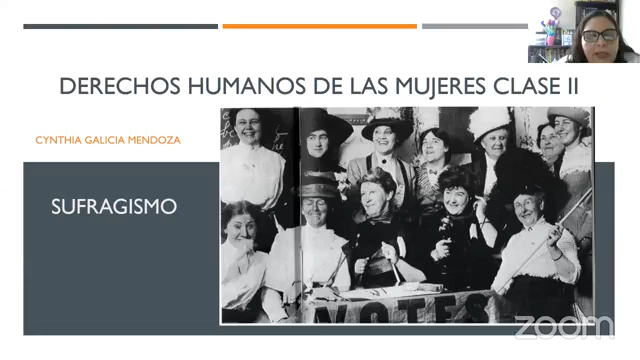 DERECHOS HUMANOS DE LAS MUJERES CLASE II
CYNTHIA GALICIA MENDOZA
SUFRAGISMO
VOTES
zoom